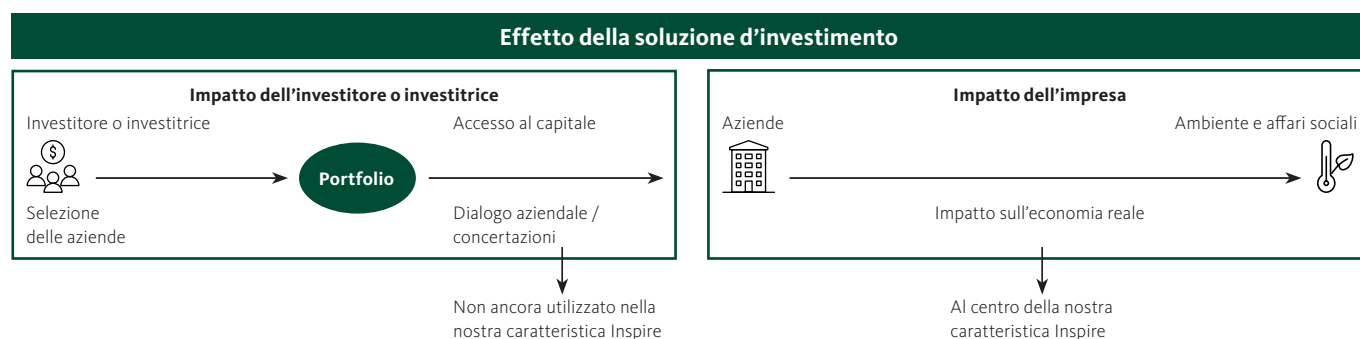 Effetto della soluzione d’investimento
Impatto dell’investitore o investitrice
Investitore o investitrice
Accesso al capitale
$
Portfolio
Selezione
delle aziende
Dialogo aziendale /
concertazioni
Non ancora utilizzato nella
nostra caratteristica Inspire
Impatto dell’impresa
Aziende
Ambiente e affari sociali
Impatto sull’economia reale
Al centro della nostra
caratteristica Inspire